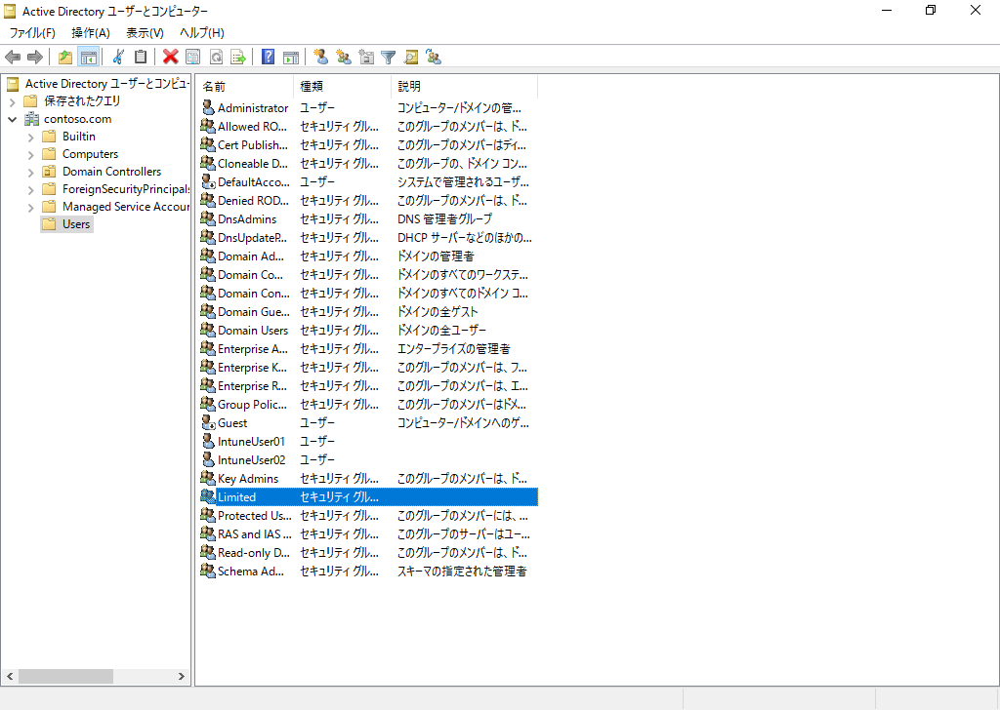 Active Directory ユーザーとコンピューター
ファイル(F) 操作(A) 表示(V) ヘルプ(H)
Active Directory ユーザーとコンピュー
保存されたクエリ
contoso.com
Builtin
Computers
Domain Controllers
ForeignSecurityPrincipals
Managed Service Accoun
Users
名前 種類 説明
Administrator ユーザー コンピューター/ドメインの管...
Allowed RO... セキュリティ グル... このグループのメンバーは、ド...
Cert Publish... セキュリティ グル... このグループのメンバーはディ...
Cloneable D... セキュリティ グル... このグループの、ドメイン コン...
DefaultAcco... ユーザー システムで管理されるユーザ...
Denied ROD... セキュリティ グル... このグループのメンバーは、ド...
DnsAdmins セキュリティ グル... DNS 管理者グループ
DnsUpdateP... セキュリティ グル... DHCP サーバーなどのほかの...
Domain Ad... セキュリティ グル... ドメインの管理者
Domain Co... セキュリティ グル... ドメインのすべてのワークステ...
Domain Con... セキュリティ グル... ドメインのすべてのドメイン コ...
Domain Gue... セキュリティ グル... ドメインの全ゲスト
Domain Users セキュリティ グル... ドメインの全ユーザー
Enterprise A... セキュリティ グル... エンタープライズの管理者
Enterprise K... セキュリティ グル... このグループのメンバーは、フ...
Enterprise R... セキュリティ グル... このグループのメンバーは、エ...
Group Polic... セキュリティ グル... このグループのメンバーはドメ...
Guest ユーザー コンピューター/ドメインへのゲ...
IntuneUser01 ユーザー
IntuneUser02 ユーザー
Key Admins セキュリティ グル... このグループのメンバーは、ド...
Limited セキュリティ グル...
Protected Us... セキュリティ グル... このグループのメンバーには、...
RAS and IAS ... セキュリティ グル... このグループのサーバーはユー...
Read-only D... セキュリティ グル... このグループのメンバーは、ド...
Schema Ad... セキュリティ グル... スキーマの指定された管理者